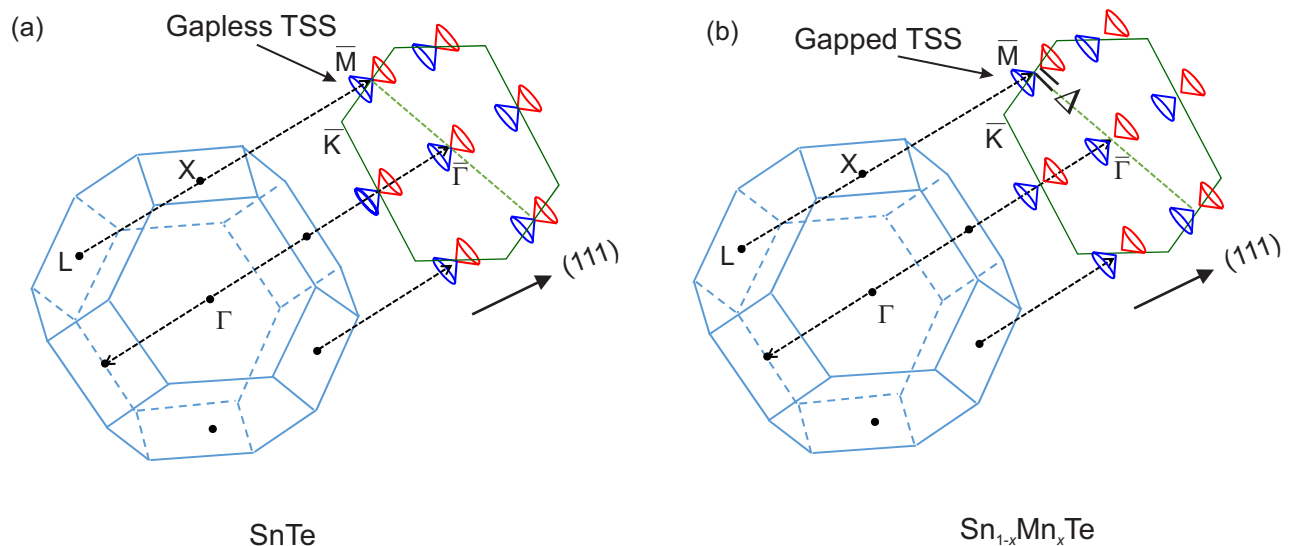 (a)
Gapless TSS
M̅
K̅
X
Γ̅
L
Γ
(111)
SnTe
(b)
Gapped TSS
M̅
Δ
K̅
X
Γ̅
L
Γ
(111)
Sn₁₋ₓMnₓTe